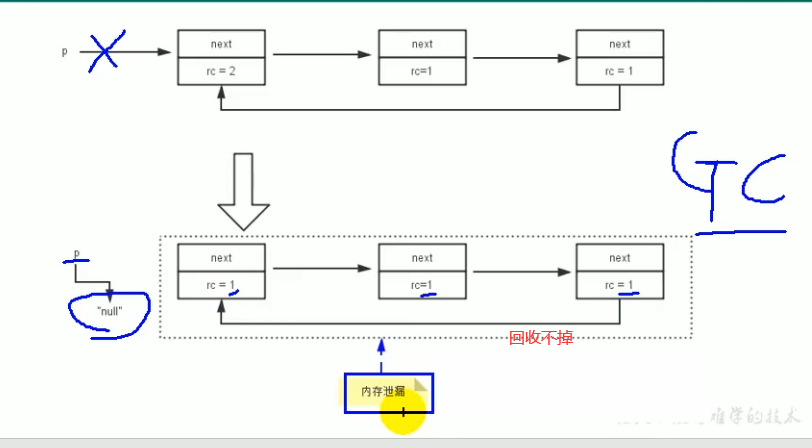 p
next next next
rc = 2 rc=1 rc = 1
GC
p
next next next
rc = 1 rc=1 rc = 1
"null"
回收不掉
内存泄漏
难学的技术